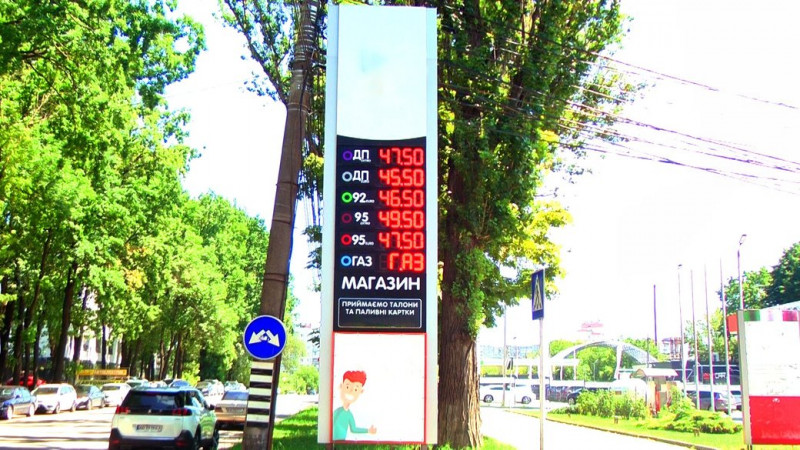 ДП 47.50
ДП 45.50
92 46.50
95 49.50
95 47.50
ГАЗ ГАЗ
МАГАЗИН
ПРИЙМАЄМО ТАЛОНИ
ТА ПАЛИВНІ КАРТКИ